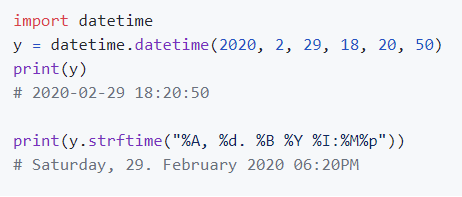 import datetime
y = datetime.datetime(2020, 2, 29, 18, 20, 50)
print(y)
# 2020-02-29 18:20:50
print(y.strftime("%A, %d. %B %Y %I:%M%p"))
# Saturday, 29. February 2020 06:20PM